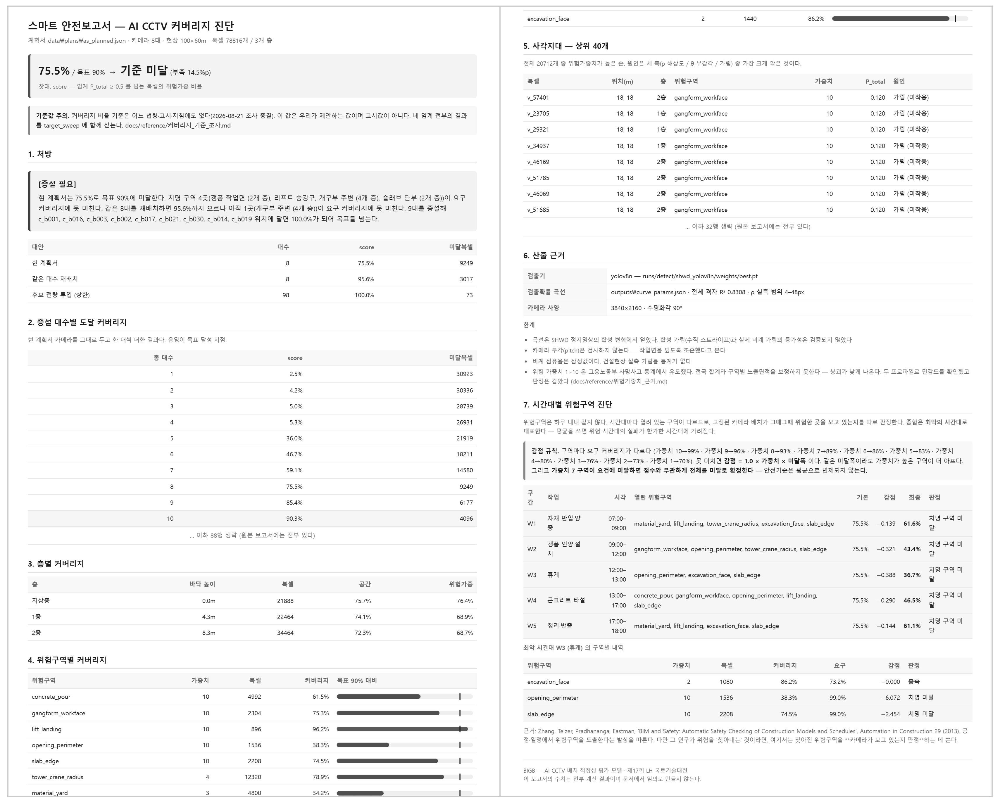 스마트 안전보고서 — AI CCTV 커버리지 진단
계획서 data₩plans₩as_planned.json · 카메라 8대 · 현장 100×60m · 복셀 78816개 / 3개 층
75.5% / 목표 90% → 기준 미달 (부족 14.5%p)
잣대: score — 임계 P_total ≥ 0.5 를 넘는 복셀의 위험가중 비율
기준값 주의. 커버리지 비율 기준은 어느 법령·고시·지침에도 없다(2026-08-21 조사 종결). 이 값은 우리가 제안하는 값이며 고시값이 아니다. 네 임계 전부의 결과
를 target_sweep 에 함께 싣는다. docs/reference/커버리지_기준_조사.md
1. 처방
[증설 필요]
현 계획서는 75.5%로 목표 90%에 미달한다. 치명 구역 4곳(갱폼 작업면 (2개 층), 리프트 승강구, 개구부 주변 (4개 층), 슬래브 단부 (2개 층))이 요구
커버리지에 못 미친다. 같은 8대를 재배치하면 95.6%까지 오르나 아직 1곳(개구부 주변 (4개 층))이 요구 커버리지에 못 미친다. 9대를 증설해
c_b001, c_b016, c_b003, c_b002, c_b017, c_b021, c_b030, c_b014, c_b019 위치에 달면 100.0%가 되어 목표를 넘는다.
대안 대수 score 미달복셀
현 계획서 8 75.5% 9249
같은 대수 재배치 8 95.6% 3017
후보 전량 투입 (상한) 98 100.0% 73
2. 증설 대수별 도달 커버리지
현 계획서 카메라를 그대로 두고 한 대씩 더한 결과다. 음영이 목표 달성 지점.
총 대수 score 미달복셀
1 2.5% 30923
2 4.2% 30336
3 5.0% 28739
4 5.3% 26931
5 36.0% 21919
6 46.7% 18211
7 59.1% 14580
8 75.5% 9249
9 85.4% 6177
10 90.3% 4096
... 이하 88행 생략 (원본 보고서에는 전부 있다)
3. 층별 커버리지
층 바닥 높이 복셀 공간 위험가중
지상층 0.0m 21888 75.7% 76.4%
1층 4.3m 22464 74.1% 68.9%
2층 8.3m 34464 72.3% 68.7%
4. 위험구역별 커버리지
위험구역 가중치 복셀 커버리지 목표 90% 대비
concrete_pour 10 4992 61.5%
gangform_workface 10 2304 75.3%
lift_landing 10 896 96.2%
opening_perimeter 10 1536 38.3%
slab_edge 10 2208 74.5%
tower_crane_radius 4 12320 78.9%
material_yard 3 4800 34.2%
excavation_face 2 1440 86.2%
5. 사각지대 — 상위 40개
전체 20712개 중 위험가중치가 높은 순. 원인은 세 축(ρ 해상도 / θ 부감각 / 가림) 중 가장 크게 깎은 것이다.
복셀 위치(m) 층 위험구역 가중치 P_total 원인
v_57401 18, 18 2층 gangform_workface 10 0.120 가림 (미착용)
v_23705 18, 18 1층 gangform_workface 10 0.120 가림 (미착용)
v_29321 18, 18 1층 gangform_workface 10 0.120 가림 (미착용)
v_34937 18, 18 1층 gangform_workface 10 0.120 가림 (미착용)
v_46169 18, 18 2층 gangform_workface 10 0.120 가림 (미착용)
v_51785 18, 18 2층 gangform_workface 10 0.120 가림 (미착용)
v_46069 18, 18 2층 gangform_workface 10 0.120 가림 (미착용)
v_51685 18, 18 2층 gangform_workface 10 0.120 가림 (미착용)
... 이하 32행 생략 (원본 보고서에는 전부 있다)
6. 산출 근거
검출기 yolov8n — runs/detect/shwd_yolov8n/weights/best.pt
검출확률 곡선 outputs₩curve_params.json · 전체 격자 R² 0.8308 · ρ 실측 범위 4–48px
카메라 사양 3840×2160 · 수평화각 90°
한계
• 곡선은 SHWD 정지영상의 합성 변형에서 얻었다. 합성 가림(수직 스트라이프)과 실제 비계 가림의 등가성은 검증되지 않았다
• 카메라 부각(pitch)은 검사하지 않는다 — 작업면을 덮도록 조준했다고 본다
• 비계 점유율은 잠정값이다. 건설현장 실측 가림률 통계가 없다
• 위험 가중치 1~10 은 고용노동부 사망사고 통계에서 유도했다. 전국 합계라 구역별 노출면적을 보정하지 못한다 — 붕괴가 낮게 나온다. 두 프로파일로 민감도를 확인했고
판정은 같았다 (docs/reference/위험가중치_근거.md)
7. 시간대별 위험구역 진단
위험구역은 하루 내내 같지 않다. 시간대마다 열려 있는 구역이 다르므로, 고정된 카메라 배치가 그때그때 위험한 곳을 보고 있는지를 따로 판정한다. 종합은 최악의 시간대로
대표한다 — 평균을 쓰면 위험 시간대의 실패가 한가한 시간대에 가려진다.
감점 규칙. 구역마다 요구 커버리지가 다르다 (가중치 10→99% · 가중치 9→96% · 가중치 8→93% · 가중치 7→89% · 가중치 6→86% · 가중치 5→83% · 가중치
4→80% · 가중치 3→76% · 가중치 2→73% · 가중치 1→70%). 못 미치면 감점 = 1.0 × 가중치 × 미달폭 이다. 같은 미달폭이라도 가중치가 높은 구역이 더 아프다.
그리고 가중치 7 구역이 요건에 미달하면 점수와 무관하게 전체를 미달로 확정한다 — 안전기준은 평균으로 면제되지 않는다.
구
간 작업 시각 열린 위험구역 기본 감점 최종 판정
W1 자재 반입·양
중 07:00–
09:00 material_yard, lift_landing, tower_crane_radius, excavation_face, slab_edge 75.5% −0.139 61.6% 치명 구역 미
달
W2 갱폼 인양·설
치 09:00–
12:00 gangform_workface, opening_perimeter, tower_crane_radius, slab_edge 75.5% −0.321 43.4% 치명 구역 미
달
W3 휴게 12:00–
13:00 opening_perimeter, excavation_face, slab_edge 75.5% −0.388 36.7% 치명 구역 미
달
W4 콘크리트 타설 13:00–
17:00 concrete_pour, gangform_workface, opening_perimeter, lift_landing,
slab_edge 75.5% −0.290 46.5% 치명 구역 미
달
W5 정리·반출 17:00–
18:00 material_yard, lift_landing, excavation_face, slab_edge 75.5% −0.144 61.1% 치명 구역 미
달
최악 시간대 W3 (휴게) 의 구역별 내역
위험구역 가중치 복셀 커버리지 요구 감점 판정
excavation_face 2 1080 86.2% 73.2% −0.000 충족
opening_perimeter 10 1536 38.3% 99.0% −6.072 치명 미달
slab_edge 10 2208 74.5% 99.0% −2.454 치명 미달
근거: Zhang, Teizer, Pradhananga, Eastman, 'BIM and Safety: Automatic Safety Checking of Construction Models and Schedules', Automation in Construction 29 (2013). 공
정·일정에서 위험구역을 도출한다는 발상을 따른다. 다만 그 연구가 위험을 '찾아내는' 것이라면, 여기서는 찾아진 위험구역을 **카메라가 보고 있는지 판정**하는 데 쓴다.
BIGB — AI CCTV 배치 적정성 평가 모델 · 제17회 LH 국토기술대전
이 보고서의 수치는 전부 계산 결과이며 문서에서 임의로 만들지 않는다.